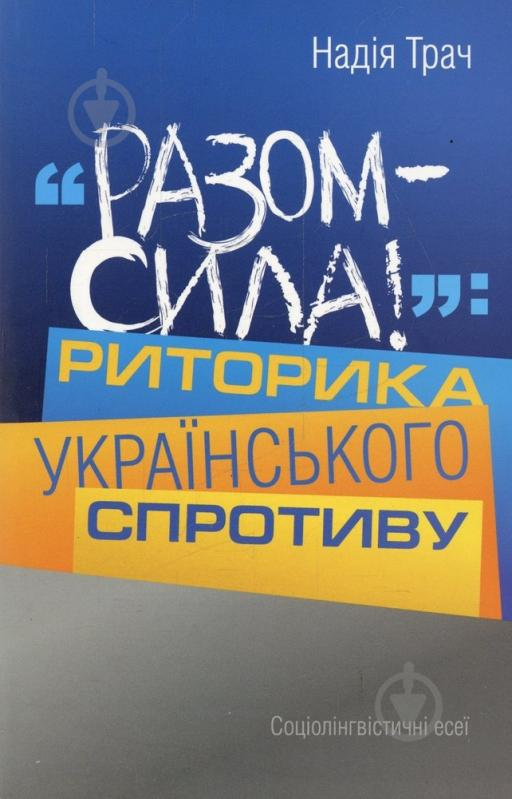 Надія Трач
“РАЗОМ–
СИЛА!”:
РИТОРИКА
УКРАЇНСЬКОГО
СПРОТИВУ
Соціолінгвістичні есеї